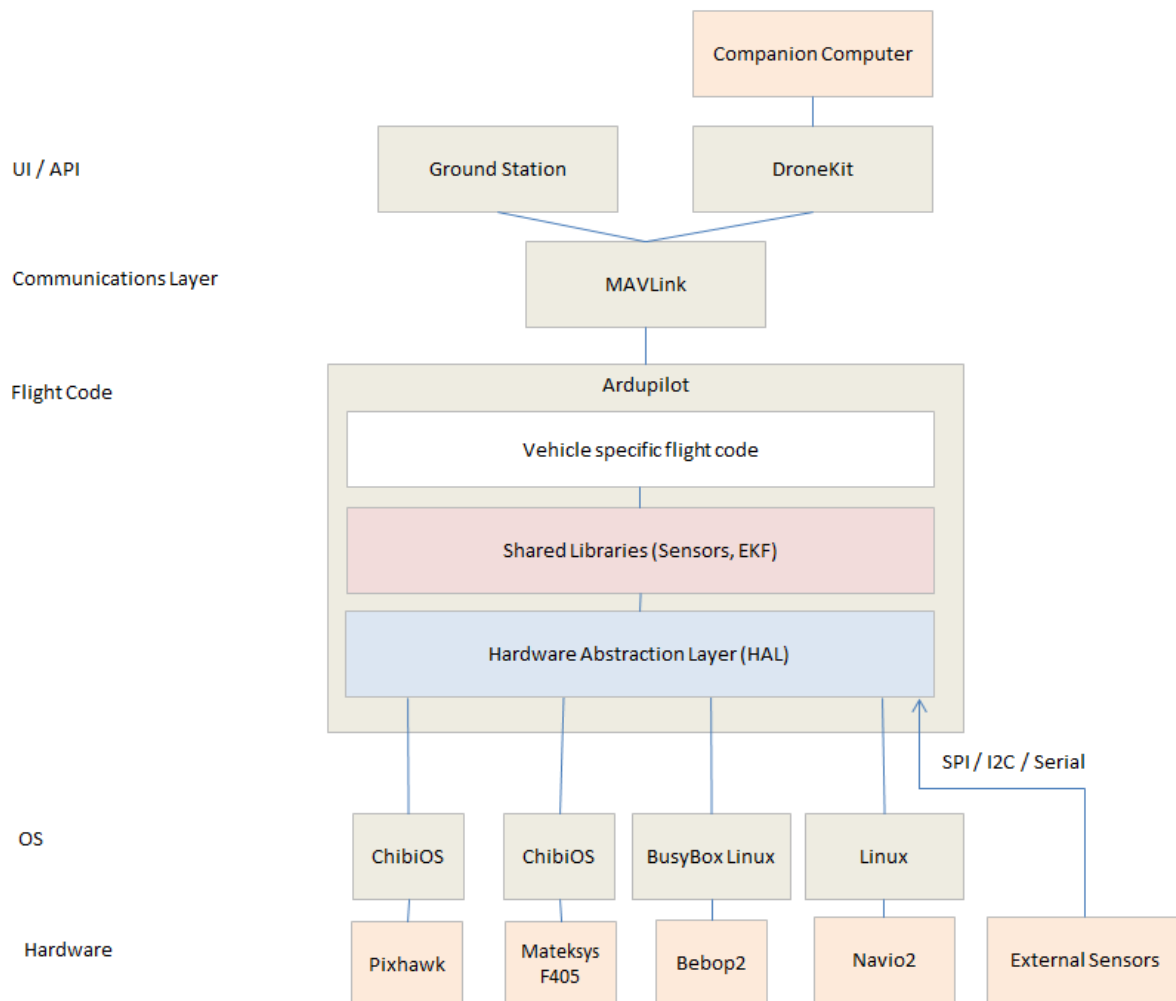 Companion Computer
UI / API
Ground Station
DroneKit
Communications Layer
MAVLink
Flight Code
Ardupilot
Vehicle specific flight code
Shared Libraries (Sensors, EKF)
Hardware Abstraction Layer (HAL)
SPI / I2C / Serial
OS
ChibiOS
ChibiOS
BusyBox Linux
Linux
Hardware
Pixhawk
Mateksys
F405
Bebop2
Navio2
External Sensors